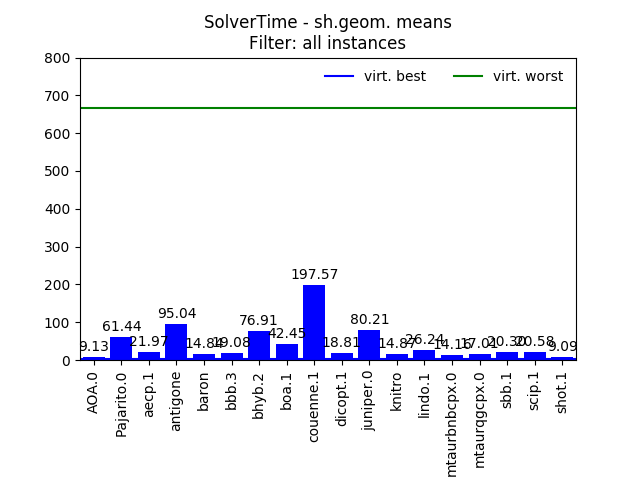 SolverTime - sh.geom. means
Filter: all instances
virt. best
virt. worst
800
700
600
500
400
300
200
100
0
9.13
61.44
21.97
95.04
14.84
19.08
76.91
42.45
197.57
18.81
80.21
14.87
26.24
14.16
17.01
20.30
20.58
9.09
AOA.0
Pajarito.0
aecp.1
antigone
baron
bbb.3
bhyb.2
boa.1
couenne.1
dicopt.1
juniper.0
knitro
lindo.1
mtaurbnbcpx.0
mtaurqgcpx.0
sbb.1
scip.1
shot.1